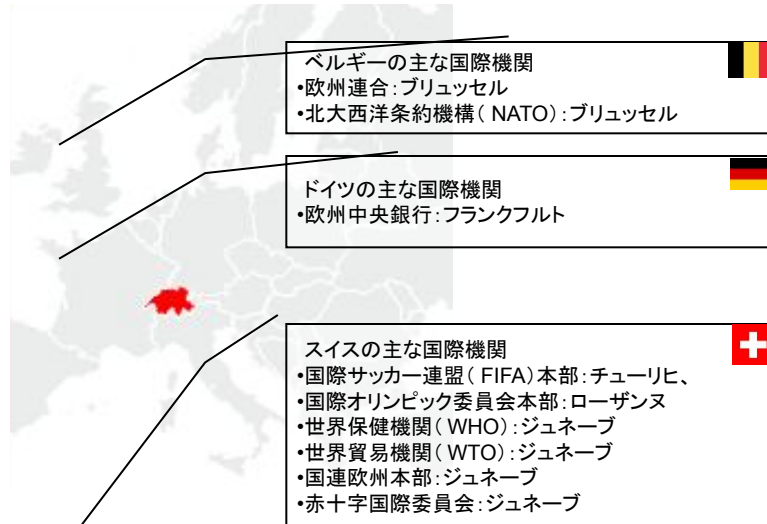 ベルギーの主な国際機関
•欧州連合:ブリュッセル
•北大西洋条約機構( NATO):ブリュッセル
ドイツの主な国際機関
•欧州中央銀行:フランクフルト
スイスの主な国際機関
•国際サッカー連盟( FIFA)本部:チューリヒ、
•国際オリンピック委員会本部:ローザンヌ
•世界保健機関( WHO):ジュネーブ
•世界貿易機関( WTO):ジュネーブ
•国連欧州本部:ジュネーブ
•赤十字国際委員会:ジュネーブ